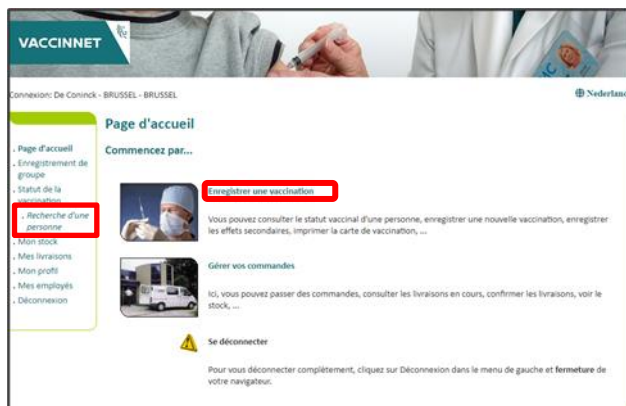 VACCINNET
Connexion: De Coninck - BRUSSEL - BRUSSEL
Nederland
Page d'accueil
Commencez par...
Page d'accueil
Enregistrement de
groupe
Statut de la
vaccination
Recherche d'une
personne
Mon stock
Mes livraisons
Mon profil
Mes employés
Déconnexion
Enregistrer une vaccination
Vous pouvez consulter le statut vaccinal d'une personne, enregistrer une nouvelle vaccination, enregistrer
les effets secondaires, imprimer la carte de vaccination, ...
Gérer vos commandes
Ici, vous pouvez passer des commandes, consulter les livraisons en cours, confirmer les livraisons, voir le
stock, ...
Se déconnecter
Pour vous déconnecter complètement, cliquez sur Déconnexion dans le menu de gauche et fermeture de
votre navigateur.